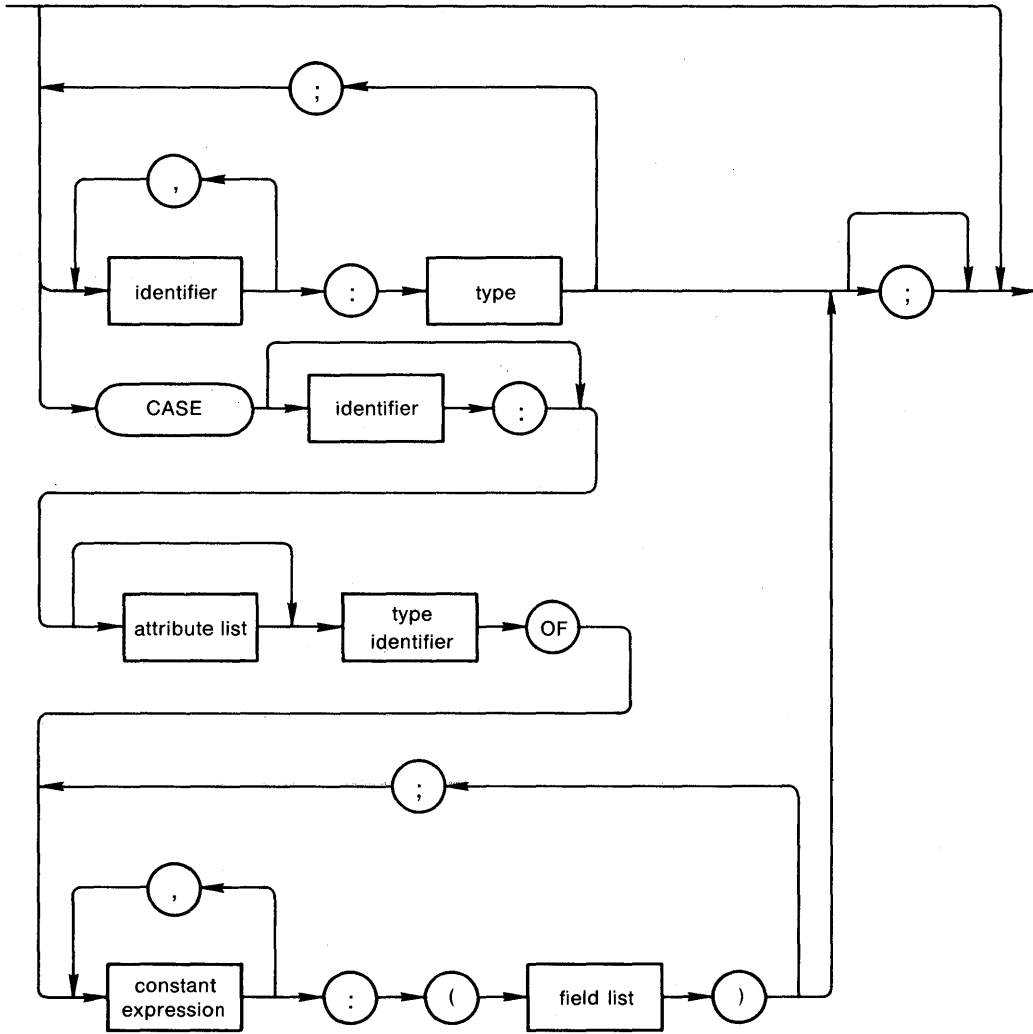 ;
,
identifier
:
type
;
CASE
identifier
:
attribute list
type
identifier
OF
;
,
constant
expression
:
(
field list
)